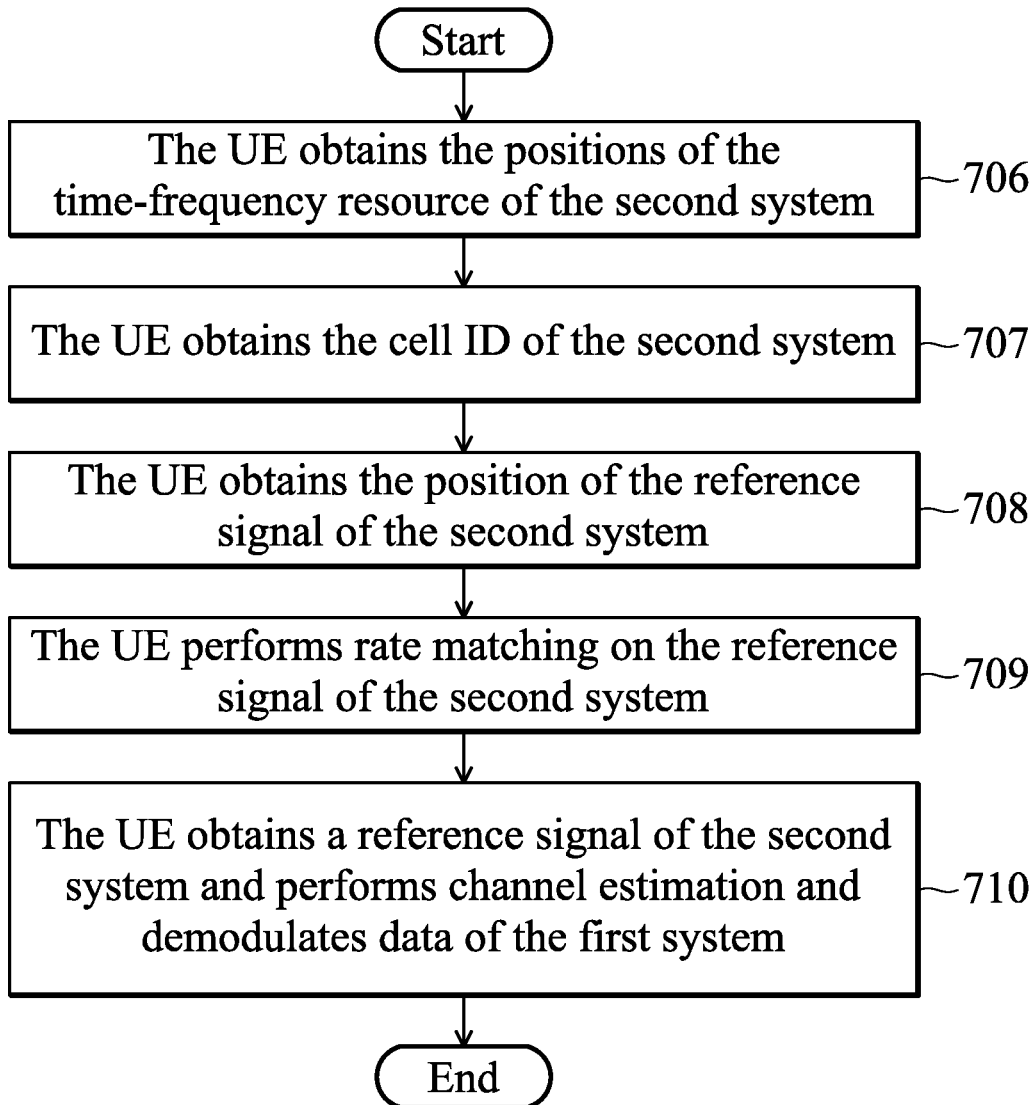 Start
The UE obtains the positions of the
time-frequency resource of the second system
706
The UE obtains the cell ID of the second system
707
The UE obtains the position of the reference
signal of the second system
708
The UE performs rate matching on the reference
signal of the second system
709
The UE obtains a reference signal of the second
system and performs channel estimation and
demodulates data of the first system
710
End